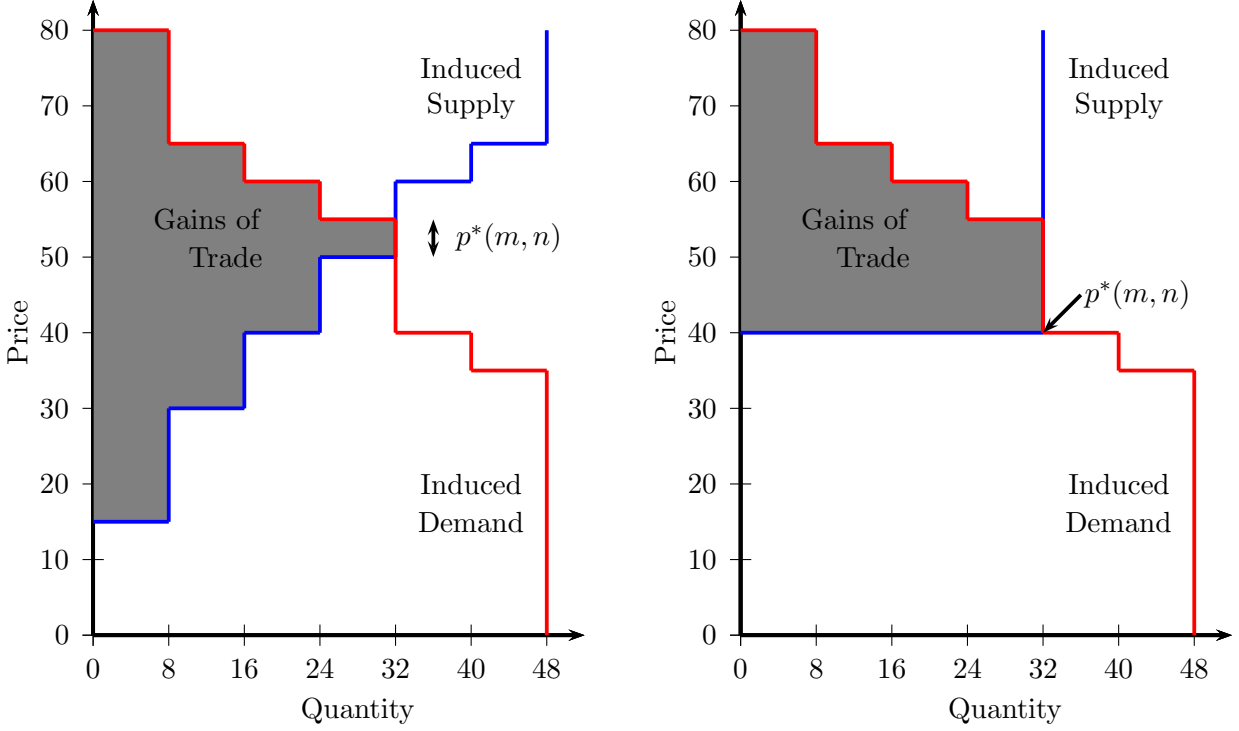 80
70
60
50
40
30
20
10
0
Price
Induced
Supply
Gains of
Trade
p*(m, n)
Induced
Demand
0 8 16 24 32 40 48
Quantity
80
70
60
50
40
30
20
10
0
Price
Induced
Supply
Gains of
Trade
p*(m, n)
Induced
Demand
0 8 16 24 32 40 48
Quantity